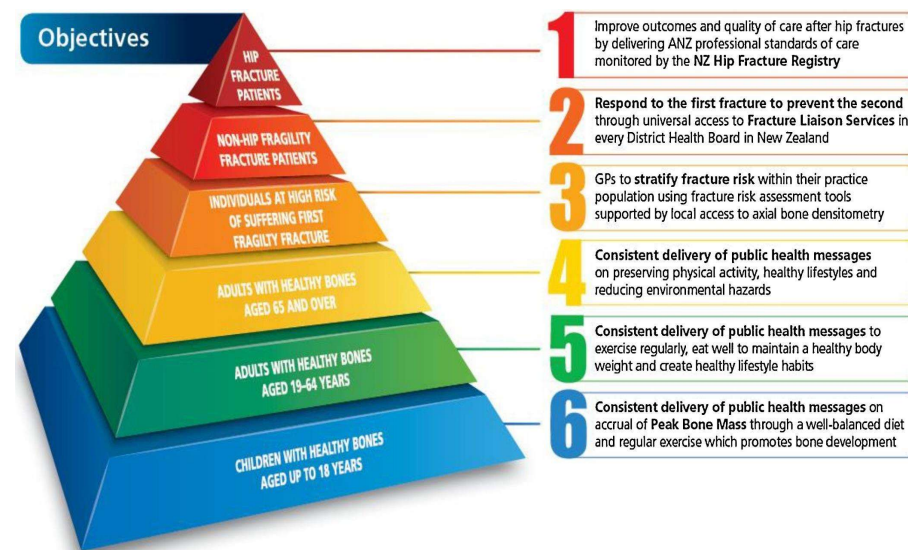 Objectives
HIP
FRACTURE
PATIENTS
NON-HIP FRAGILITY
FRACTURE PATIENTS
INDIVIDUALS AT HIGH RISK
OF SUFFERING FIRST
FRAGILTY FRACTURE
ADULTS WITH HEALTHY BONES
AGED 65 AND OVER
ADULTS WITH HEALTHY BONES
AGED 19–64 YEARS
CHILDREN WITH HEALTHY BONES
AGED UP TO 18 YEARS
1
Improve outcomes and quality of care after hip fractures
by delivering ANZ professional standards of care
monitored by the NZ Hip Fracture Registry
2
Respond to the first fracture to prevent the second
through universal access to Fracture Liaison Services in
every District Health Board in New Zealand
3
GPs to stratify fracture risk within their practice
population using fracture risk assessment tools
supported by local access to axial bone densitometry
4
Consistent delivery of public health messages
on preserving physical activity, healthy lifestyles and
reducing environmental hazards
5
Consistent delivery of public health messages to
exercise regularly, eat well to maintain a healthy body
weight and create healthy lifestyle habits
6
Consistent delivery of public health messages on
accrual of Peak Bone Mass through a well-balanced diet
and regular exercise which promotes bone development